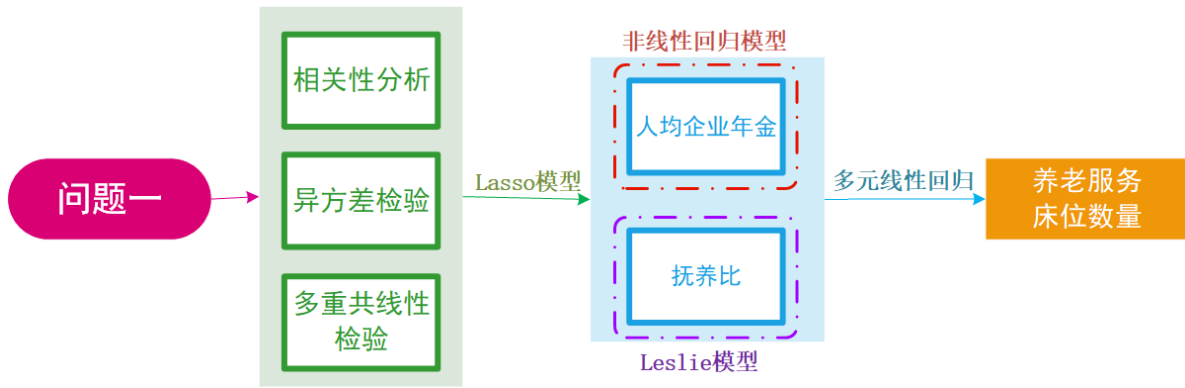 问题一
相关性分析
异方差检验
多重共线性
检验
Lasso模型
非线性回归模型
人均企业年金
抚养比
Leslie模型
多元线性回归
养老服务
床位数量